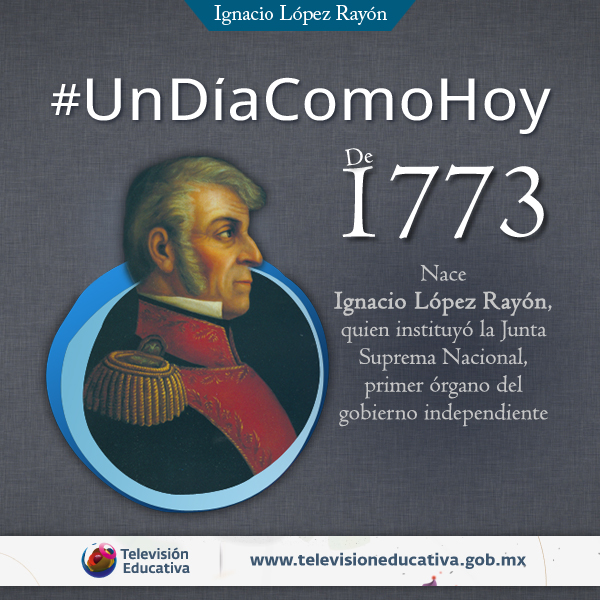 Ignacio López Rayón
#UnDíaComoHoy
De
1773
Nace
Ignacio López Rayón,
quien instituyó la Junta
Suprema Nacional,
primer órgano del
gobierno independiente
Televisión
Educativa
www.televisioneducativa.gob.mx